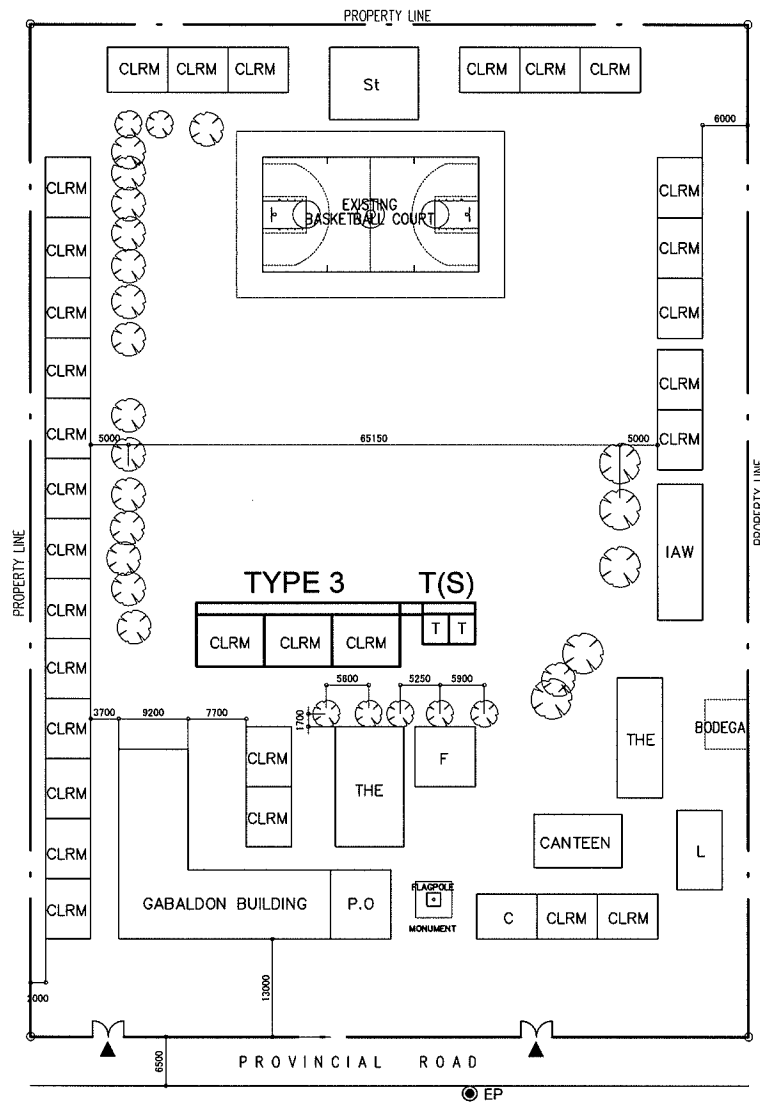 PROPERTY LINE
CLRM CLRM CLRM
St
CLRM CLRM CLRM
6000
CLRM
CLRM
EXISTING
BASKETBALL COURT
CLRM
CLRM
CLRM
CLRM
CLRM
CLRM
CLRM
CLRM
5000
65150
5000
CLRM
CLRM
PROPERTY LINE
CLRM
IAW
PROPERTY LINE
TYPE 3
T(S)
CLRM
CLRM CLRM CLRM
T T
CLRM
5600
5250
5900
3700
9200
7700
1700
CLRM
BODEGA
THE
CLRM
F
CLRM
THE
CLRM
CANTEEN
L
CLRM
FLAGPOLE
GABALDON BUILDING
P.O
CLRM
C CLRM CLRM
MONUMENT
2000
13000
6500
PROVINCIAL ROAD
EP